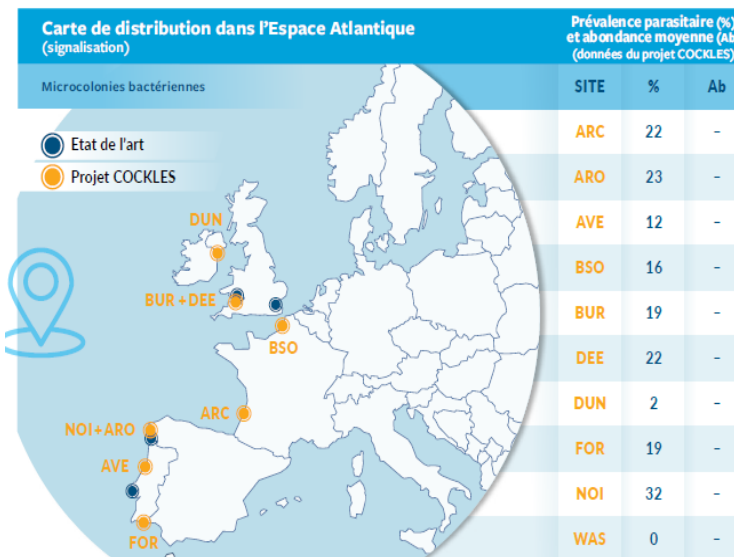 Carte de distribution dans l'Espace Atlantique
(signalisation)
Prévalence parasitaire (%)
et abondance moyenne (Ab)
(données du projet COCKLES)
Microcolonies bactériennes
SITE % Ab
Etat de l'art
Projet COCKLES
DUN
BUR + DEE
BSO
ARC
NOI + ARO
AVE
FOR
ARC 22 -
ARO 23 -
AVE 12 -
BSO 16 -
BUR 19 -
DEE 22 -
DUN 2 -
FOR 19 -
NOI 32 -
WAS 0 -